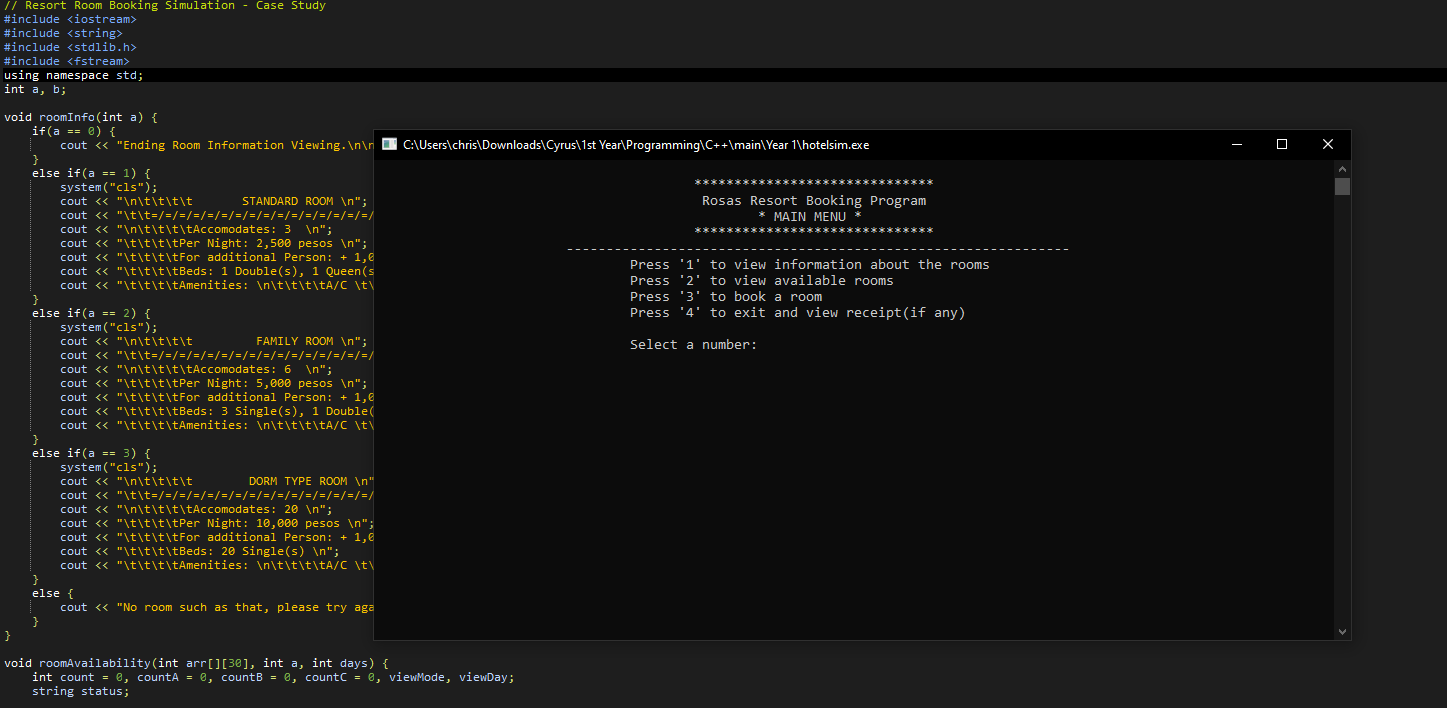 // Resort Room Booking Simulation - Case Study
#include <iostream>
#include <string>
#include <stdlib.h>
#include <fstream>
using namespace std;
int a, b;
void roomInfo(int a) {
if(a == 0) {
cout << "Ending Room Information Viewing.\n\n
}
else if(a == 1) {
system("cls");
cout << "\n\t\t\t\t       STANDARD ROOM \n";
cout << "\t\t=/=/=/=/=/=/=/=/=/=/=/=/=/=/=/=/
cout << "\n\t\t\t\tAccomodates: 3  \n";
cout << "\t\t\t\tPer Night: 2,500 pesos \n";
cout << "\t\t\t\tFor additional Person: + 1,0
cout << "\t\t\t\tBeds: 1 Double(s), 1 Queen(s
cout << "\t\t\t\tAmenities: \n\t\t\t\tA/C \t\
}
else if(a == 2) {
system("cls");
cout << "\n\t\t\t\t         FAMILY ROOM \n";
cout << "\t\t=/=/=/=/=/=/=/=/=/=/=/=/=/=/=/=/
cout << "\n\t\t\t\tAccomodates: 6  \n";
cout << "\t\t\t\tPer Night: 5,000 pesos \n";
cout << "\t\t\t\tFor additional Person: + 1,0
cout << "\t\t\t\tBeds: 3 Single(s), 1 Double(
cout << "\t\t\t\tAmenities: \n\t\t\t\tA/C \t\
}
else if(a == 3) {
system("cls");
cout << "\n\t\t\t\t        DORM TYPE ROOM \n"
cout << "\t\t=/=/=/=/=/=/=/=/=/=/=/=/=/=/=/=/
cout << "\n\t\t\t\tAccomodates: 20 \n";
cout << "\t\t\t\tPer Night: 10,000 pesos \n";
cout << "\t\t\t\tFor additional Person: + 1,0
cout << "\t\t\t\tBeds: 20 Single(s) \n";
cout << "\t\t\t\tAmenities: \n\t\t\t\tA/C \t\
}
else {
cout << "No room such as that, please try aga
}
}
void roomAvailability(int arr[][30], int a, int days) {
int count = 0, countA = 0, countB = 0, countC = 0, viewMode, viewDay;
string status;
C:\Users\chris\Downloads\Cyrus\1st Year\Programming\C++\main\Year 1\hotelsim.exe
******************************
Rosas Resort Booking Program
* MAIN MENU *
******************************
---------------------------------------------------------------
Press '1' to view information about the rooms
Press '2' to view available rooms
Press '3' to book a room
Press '4' to exit and view receipt(if any)
Select a number: